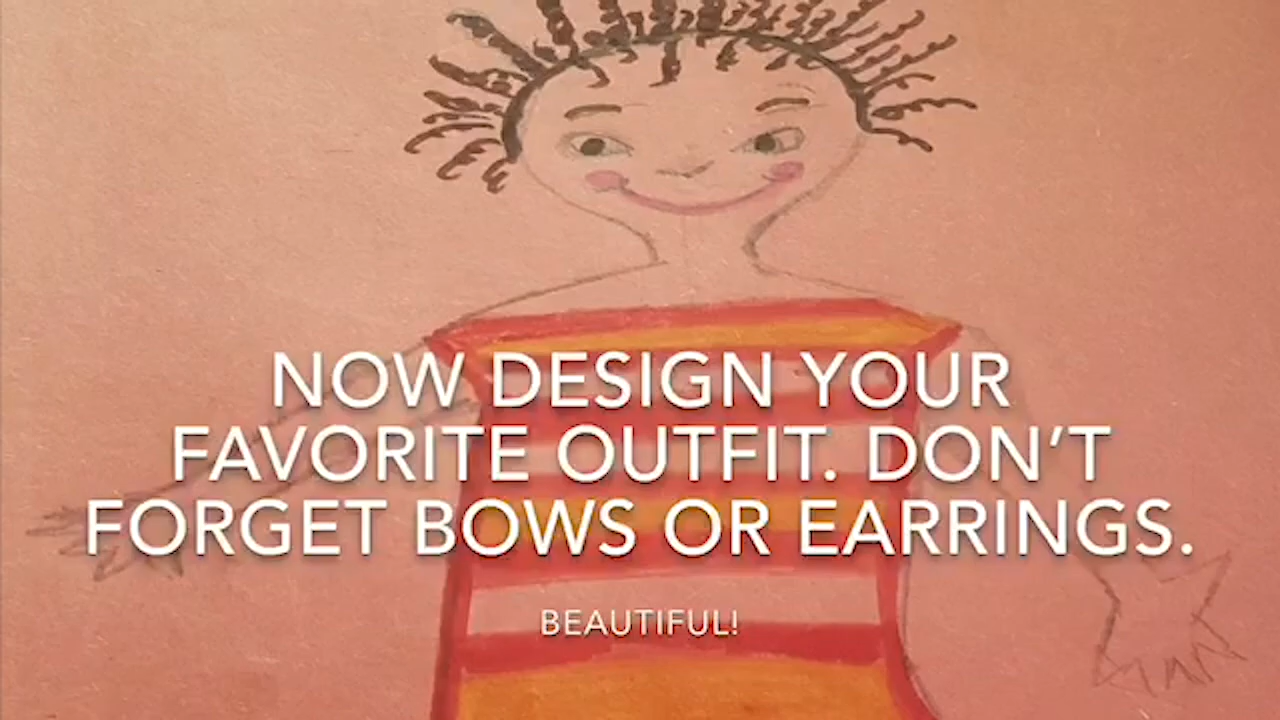 NOW DESIGN YOUR
FAVORITE OUTFIT. DON’T
FORGET BOWS OR EARRINGS.
BEAUTIFUL!